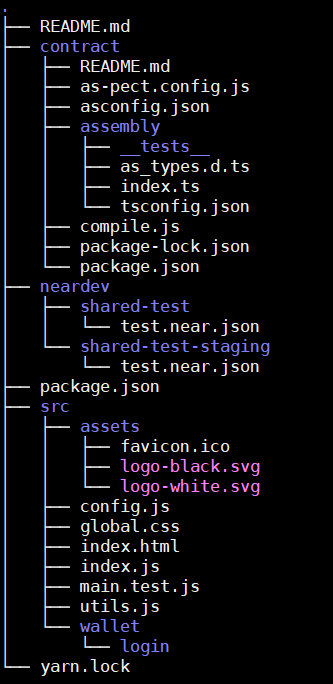 .
├── README.md
├── contract
│   ├── README.md
│   ├── as-pect.config.js
│   ├── asconfig.json
│   ├── assembly
│   │   ├── __tests__
│   │   ├── as_types.d.ts
│   │   ├── index.ts
│   │   └── tsconfig.json
│   ├── compile.js
│   ├── package-lock.json
│   └── package.json
├── neardev
│   ├── shared-test
│   │   └── test.near.json
│   └── shared-test-staging
│       └── test.near.json
├── package.json
├── src
│   ├── assets
│   │   ├── favicon.ico
│   │   ├── logo-black.svg
│   │   └── logo-white.svg
│   ├── config.js
│   ├── global.css
│   ├── index.html
│   ├── index.js
│   ├── main.test.js
│   ├── utils.js
│   └── wallet
│       └── login
└── yarn.lock